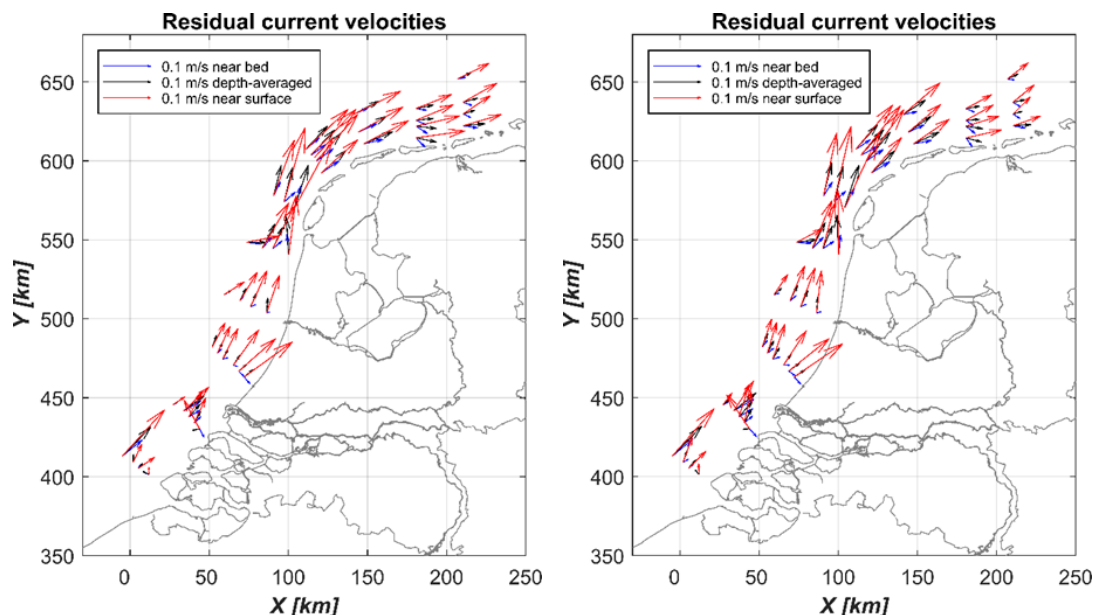 Residual current velocities
0.1 m/s near bed
0.1 m/s depth-averaged
0.1 m/s near surface
650
600
550
500
450
400
350
0 50 100 150 200 250
Y [km]
X [km]
Residual current velocities
0.1 m/s near bed
0.1 m/s depth-averaged
0.1 m/s near surface
650
600
550
500
450
400
350
0 50 100 150 200 250
Y [km]
X [km]